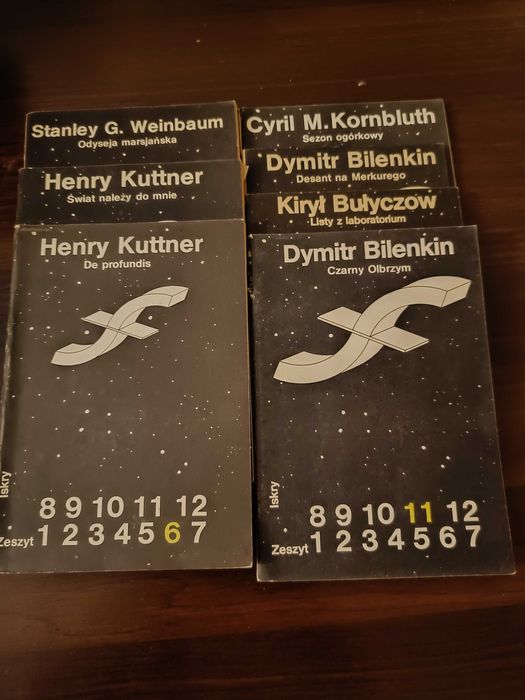 Stanley G. Weinbaum
Odyseja marsjańska
Henry Kuttner
Świat należy do mnie
Henry Kuttner
De profundis
Iskry
8 9 10 11 12
Zeszyt 1 2 3 4 5 6 7
Cyril M. Kornbluth
Sezon ogórkowy
Dymitr Bilenkin
Desant na Merkurego
Kirył Bułyczow
Listy z laboratorium
Dymitr Bilenkin
Czarny Olbrzym
Iskry
8 9 10 11 12
Zeszyt 1 2 3 4 5 6 7